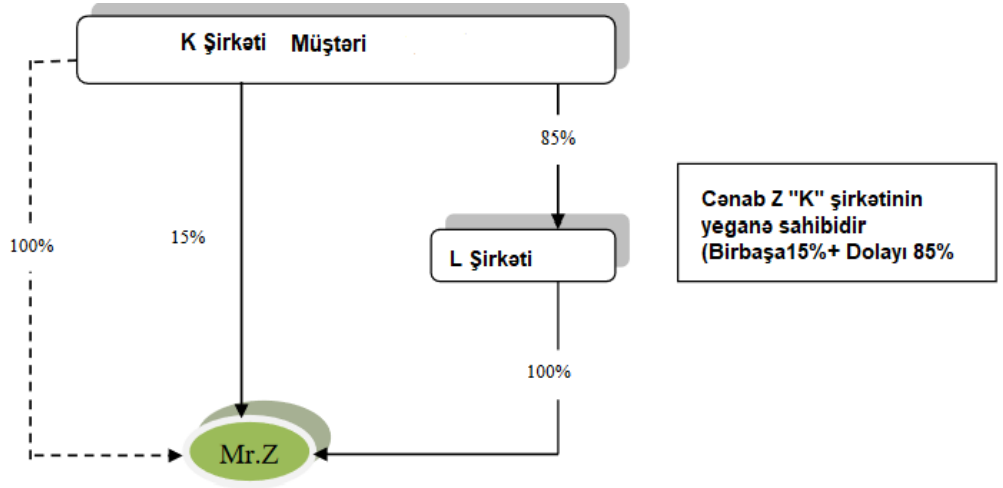 K Şirkəti Müştəri
85%
100%
15%
Cənab Z "K" şirkətinin
yeganə sahibidir
(Birbaşa15%+ Dolayı 85%
L Şirkəti
100%
Mr.Z